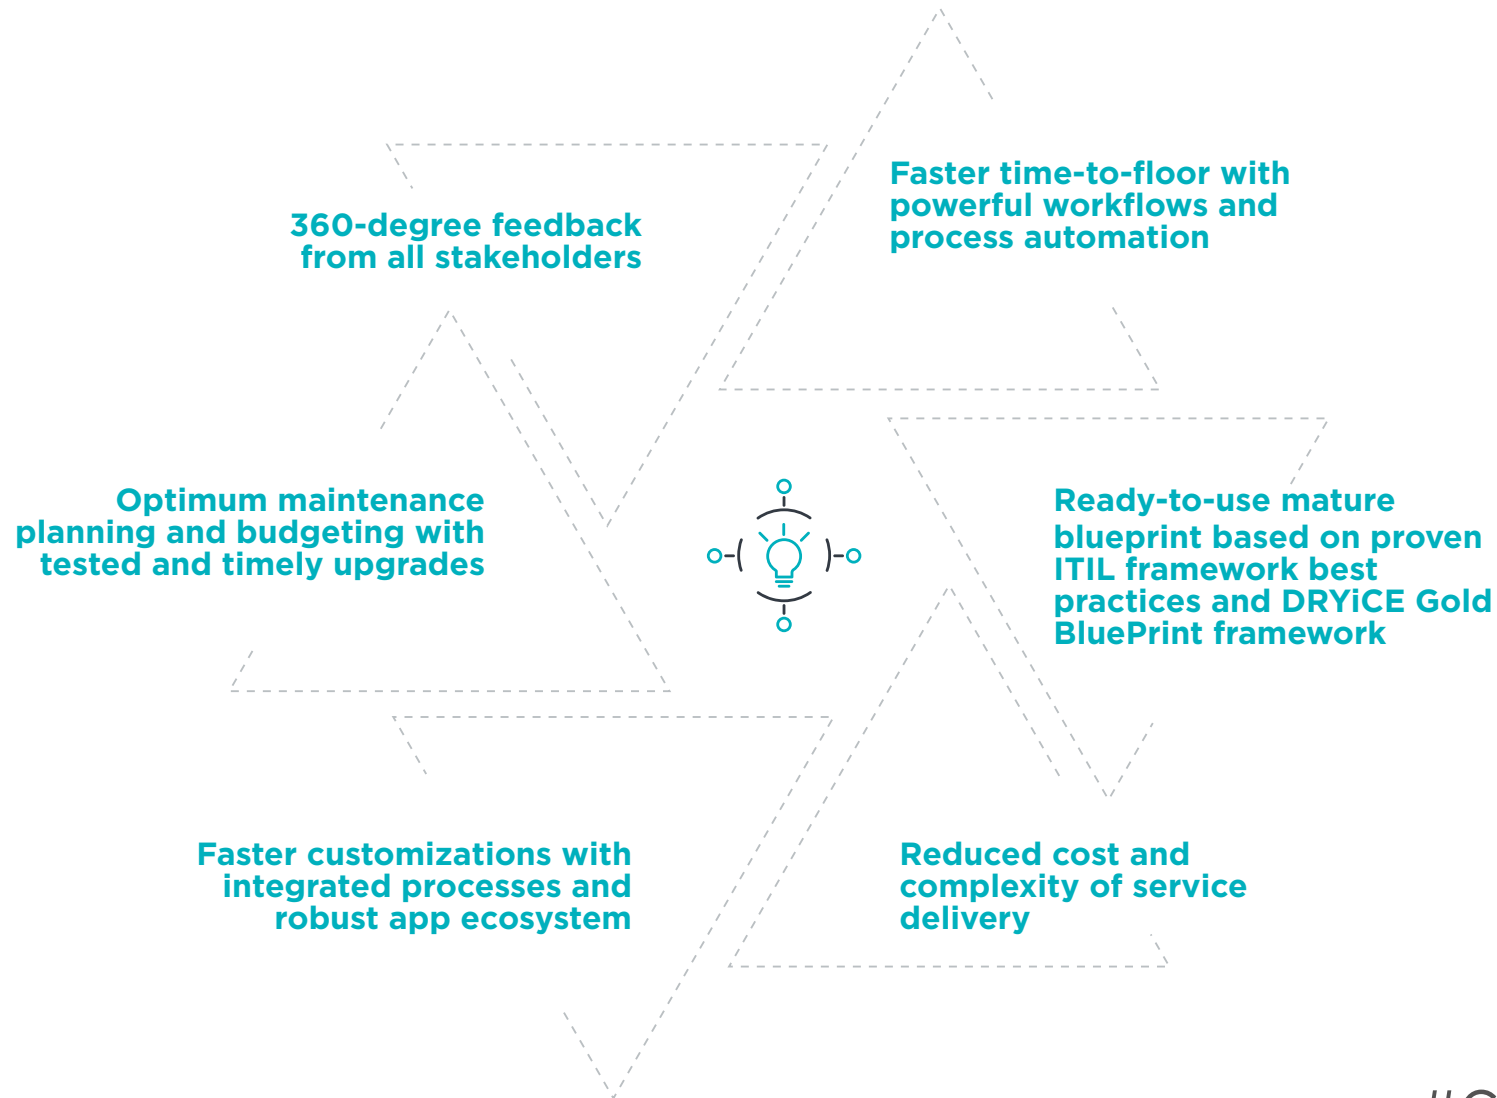 Faster time-to-floor with
powerful workflows and
process automation
360-degree feedback
from all stakeholders
Optimum maintenance
planning and budgeting with
tested and timely upgrades
Ready-to-use mature
blueprint based on proven
ITIL framework best
practices and DRYiCE Gold
BluePrint framework
Faster customizations with
integrated processes and
robust app ecosystem
Reduced cost and
complexity of service
delivery